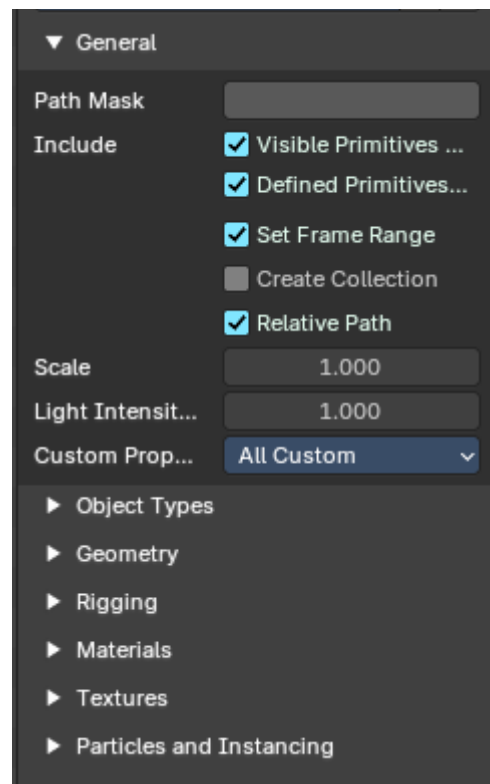 General
Path Mask
Include
Visible Primitives ...
Defined Primitives...
Set Frame Range
Create Collection
Relative Path
Scale 1.000
Light Intensit... 1.000
Custom Prop... All Custom
Object Types
Geometry
Rigging
Materials
Textures
Particles and Instancing